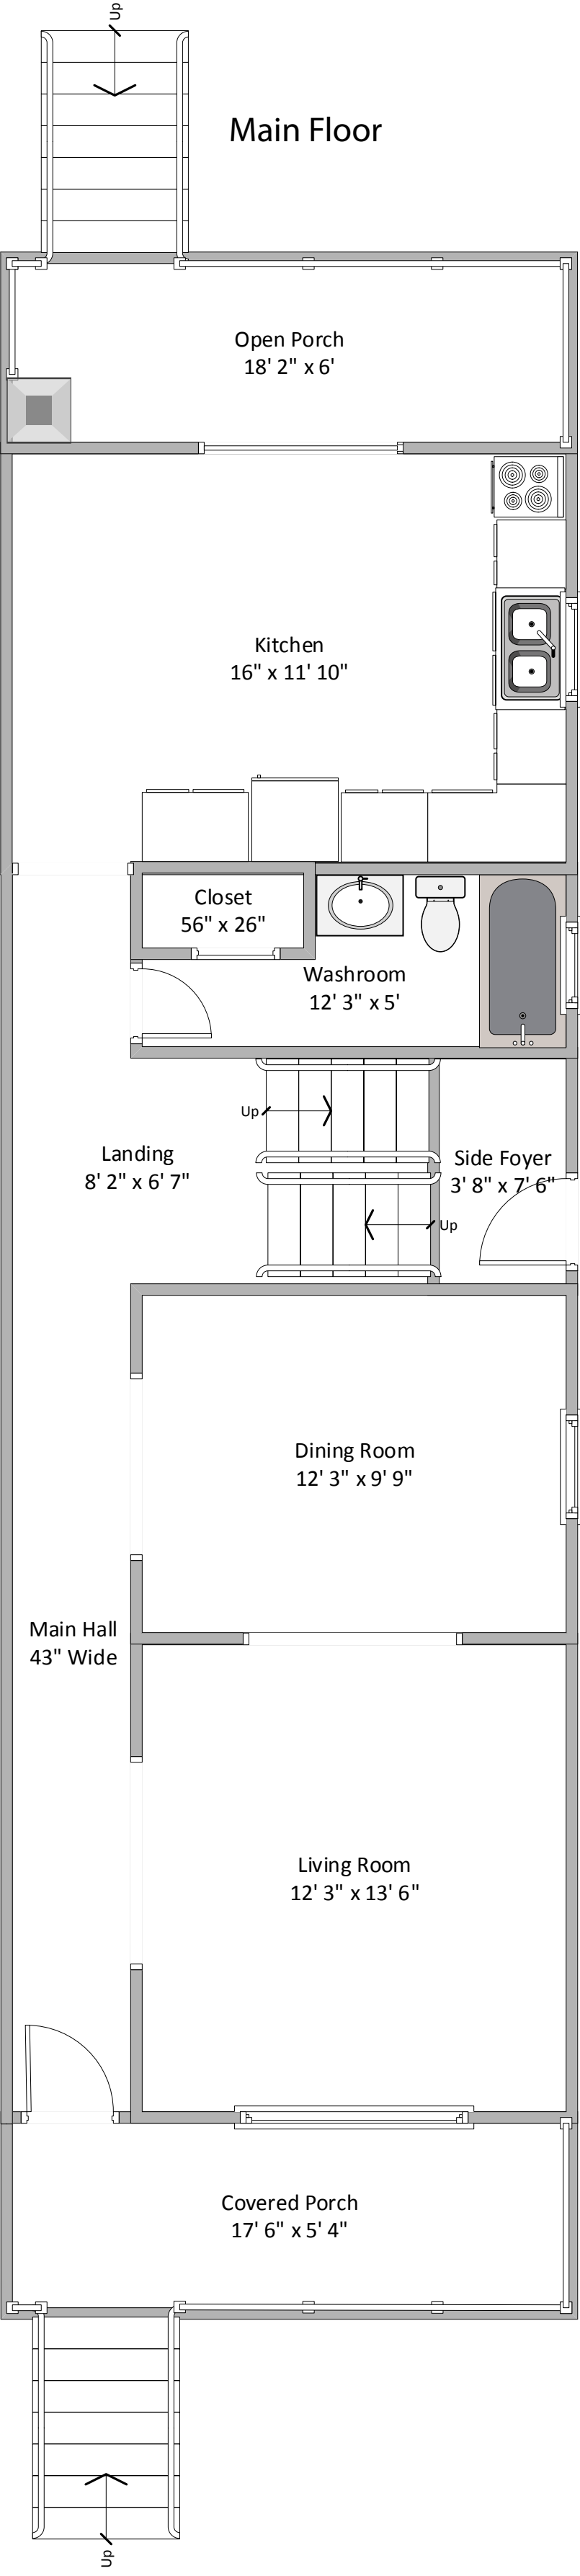 Up
Main Floor
Open Porch
18' 2" x 6'
Kitchen
16" x 11' 10"
Closet
56" x 26"
Washroom
12' 3" x 5'
Up
Landing
8' 2" x 6' 7"
Side Foyer
3' 8" x 7' 6"
Up
Dining Room
12' 3" x 9' 9"
Main Hall
43" Wide
Living Room
12' 3" x 13' 6"
Covered Porch
17' 6" x 5' 4"
Up